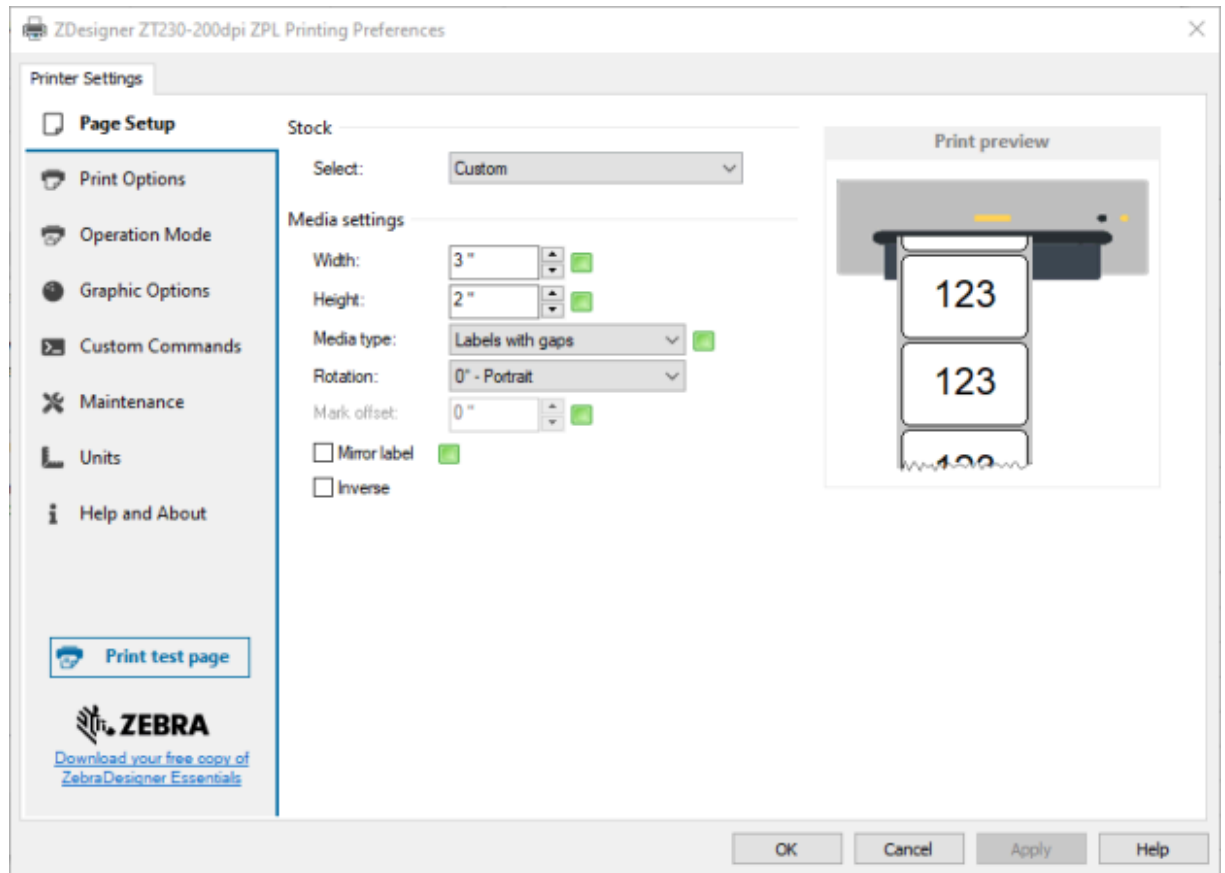 ZDesigner ZT230-200dpi ZPL Printing Preferences
Printer Settings
Page Setup
Print Options
Operation Mode
Graphic Options
Custom Commands
Maintenance
Units
Help and About
Print test page
ZEBRA
Download your free copy of
ZebraDesigner Essentials
Stock
Select: Custom
Media settings
Width: 3 "
Height: 2 "
Media type: Labels with gaps
Rotation: 0° - Portrait
Mark offset: 0 "
Mirror label
Inverse
Print preview
123
123
123
OK Cancel Apply Help